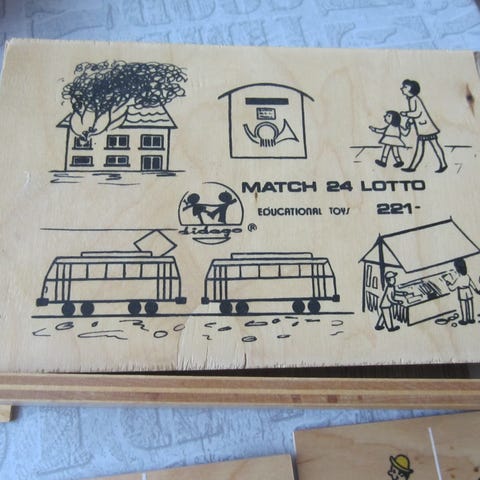 MATCH 24 LOTTO
EDUCATIONAL TOYS 221-
didago ®